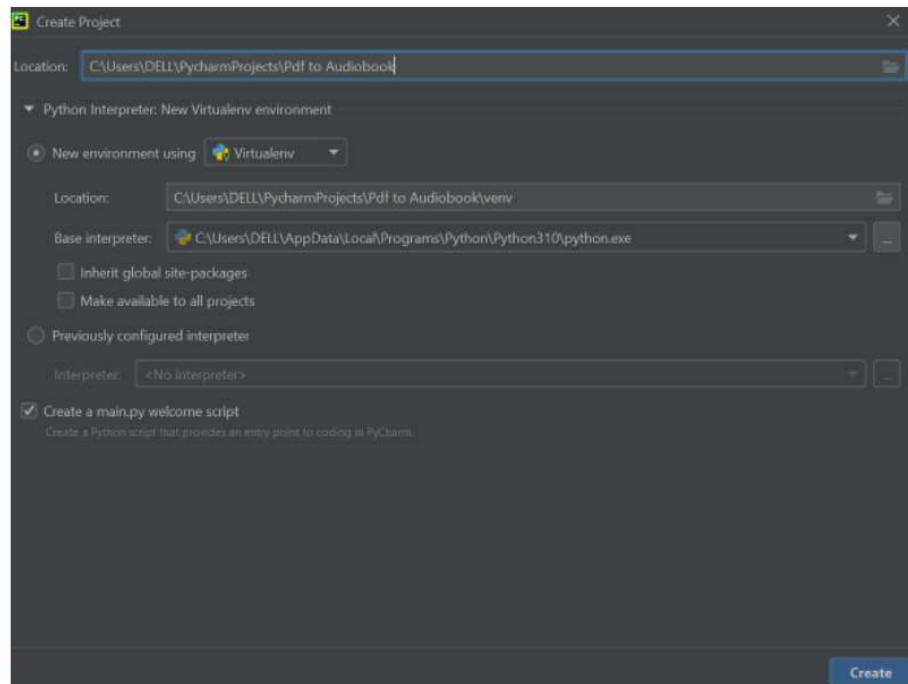 Create Project
Location: C:\Users\DELL\PycharmProjects\Pdf to Audiobook
Python Interpreter: New Virtualenv environment
New environment using Virtualenv
Location: C:\Users\DELL\PycharmProjects\Pdf to Audiobook\venv
Base interpreter: C:\Users\DELL\AppData\Local\Programs\Python\Python310\python.exe ...
Inherit global site-packages
Make available to all projects
Previously configured interpreter
Interpreter: <No interpreter> ...
Create a main.py welcome script
Create a Python script that provides an entry point to coding in PyCharm.
Create